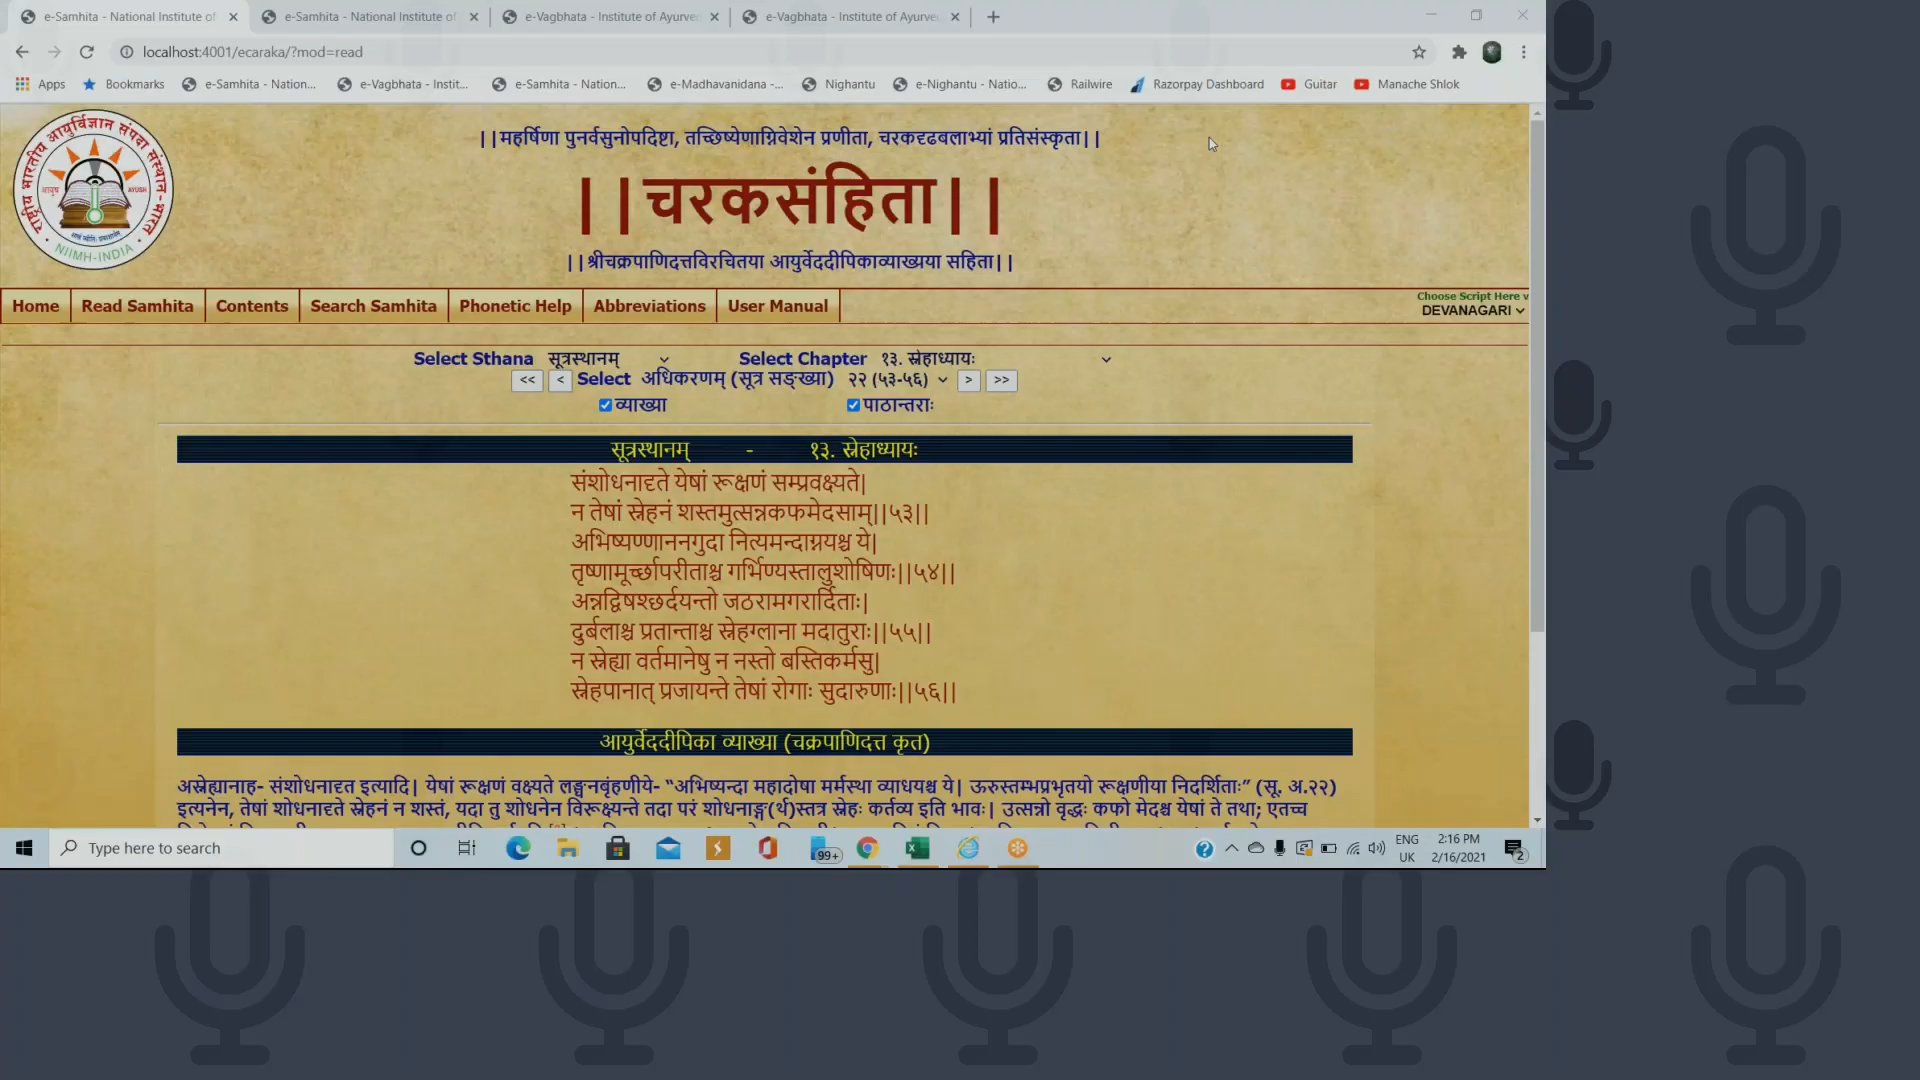 e-Samhita - National Institute of
e-Samhita - National Institute of
e-Vagbhata - Institute of Ayurve
e-Vagbhata - Institute of Ayurve
localhost:4001/ecaraka/?mod=read
Apps Bookmarks e-Samhita - Nation... e-Vagbhata - Instit... e-Samhita - Nation... e-Madhavanidana -... Nighantu e-Nighantu - Natio... Railwire Razorpay Dashboard Guitar Manache Shlok
राष्ट्रीय भारतीय आयुर्विज्ञान संपदा संस्थान-भारत
AYUSH
NIIMH-INDIA
||महर्षिणा पुनर्वसुनोपदिष्टा, तच्छिष्येणाग्निवेशेन प्रणीता, चरकदृढबलाभ्यां प्रतिसंस्कृता||
||चरकसंहिता||
||श्रीचक्रपाणिदत्तविरचितया आयुर्वेददीपिकाव्याख्यया सहिता||
Home Read Samhita Contents Search Samhita Phonetic Help Abbreviations User Manual
Choose Script Here v
DEVANAGARI
Select Sthana सूत्रस्थानम् Select Chapter १३. स्नेहाध्यायः
<< < Select अधिकरणम् (सूत्र सङ्ख्या) २२ (५३-५६) > >>
व्याख्या पाठान्तराः
सूत्रस्थानम् - १३. स्नेहाध्यायः
संशोधनादृते येषां रूक्षणं सम्प्रवक्ष्यते|
न तेषां स्नेहनं शस्तमुत्सन्नकफमेदसाम्||५३||
अभिष्यण्णाननगुदा नित्यमन्दाग्नयश्च ये|
तृष्णामूर्च्छापरीताश्च गर्भिण्यस्तालुशोषिणः||५४||
अन्नद्विषश्छर्दयन्तो जठरामगरार्दिताः|
दुर्बलाश्च प्रतान्ताश्च स्नेहग्लाना मदातुराः||५५||
न स्नेह्या वर्तमानेषु न नस्तो बस्तिकर्मसु|
स्नेहपानात् प्रजायन्ते तेषां रोगाः सुदारुणाः||५६||
आयुर्वेददीपिका व्याख्या (चक्रपाणिदत्त कृत)
अस्नेह्यानाह- संशोधनादृत इत्यादि| येषां रूक्षणं वक्ष्यते लङ्घनबृंहणीये- “अभिष्यन्दा महादोषा मर्मस्था व्याधयश्च ये| ऊरुस्तम्भप्रभृतयो रूक्षणीया निदर्शिताः” (सू. अ.२२)
इत्यनेन, तेषां शोधनादृते स्नेहनं न शस्तं, यदा तु शोधनेन विरूक्ष्यन्ते तदा परं शोधनाङ्ग(र्थ)स्तत्र स्नेहः कर्तव्य इति भावः| उत्सन्नो वृद्धः कफो मेदश्च येषां ते तथा; एतच्च
Type here to search
99+
ENG
UK
2:16 PM
2/16/2021
2